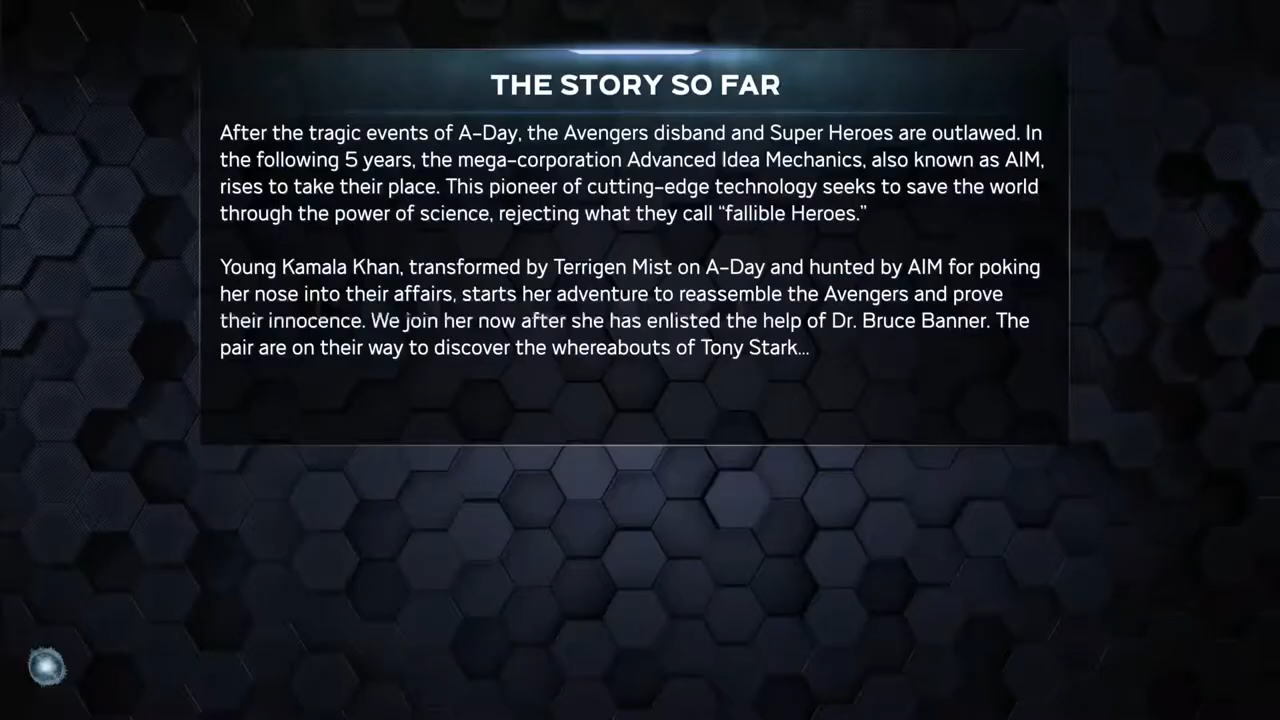 THE STORY SO FAR
After the tragic events of A-Day, the Avengers disband and Super Heroes are outlawed. In
the following 5 years, the mega-corporation Advanced Idea Mechanics, also known as AIM,
rises to take their place. This pioneer of cutting-edge technology seeks to save the world
through the power of science, rejecting what they call “fallible Heroes.”
Young Kamala Khan, transformed by Terrigen Mist on A-Day and hunted by AIM for poking
her nose into their affairs, starts her adventure to reassemble the Avengers and prove
their innocence. We join her now after she has enlisted the help of Dr. Bruce Banner. The
pair are on their way to discover the whereabouts of Tony Stark...